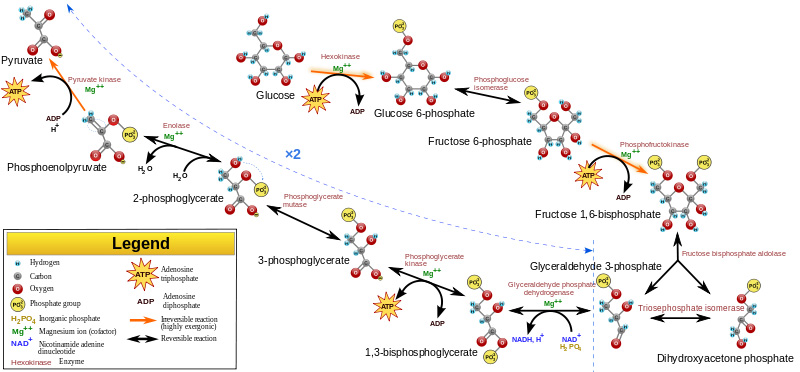 Pyruvate
Pyruvate kinase
Mg++
ATP
ADP
H+
Phosphoenolpyruvate
Enolase
Mg++
H2O
H2O
2-phosphoglycerate
Phosphoglycerate
mutase
×2
3-phosphoglycerate
Phosphoglycerate
kinase
Mg++
ATP
ADP
1,3-bisphosphoglycerate
Glyceraldehyde phosphate
dehydrogenase
Mg++
NADH, H+
NAD+
H2PO4
Glyceraldehyde 3-phosphate
Triosephosphate isomerase
Dihydroxyacetone phosphate
Fructose bisphosphate aldolase
Fructose 1,6-bisphosphate
Phosphofructokinase
Mg++
ATP
ADP
Fructose 6-phosphate
Phosphoglucose
isomerase
Glucose 6-phosphate
Hexokinase
Mg++
ATP
ADP
Glucose
Legend
H Hydrogen
C Carbon
O Oxygen
PO4 Phosphate group
H2PO4 Inorganic phosphate
Mg++ Magnesium ion (cofactor)
NAD+ Nicotinamide adenine
dinucleotide
Hexokinase Enzyme
ATP Adenosine
triphosphate
ADP Adenosine
diphosphate
Irreversible reaction
(highly exergonic)
Reversible reaction